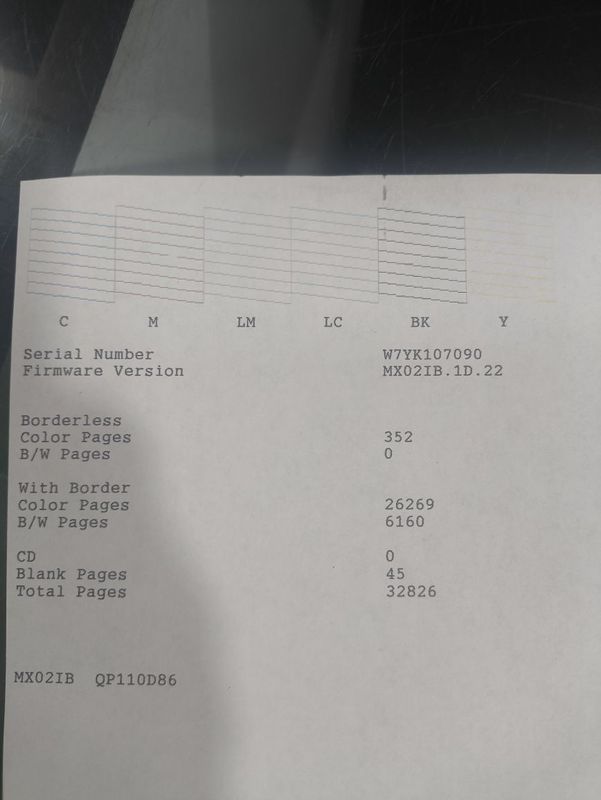 C M LM LC BK Y
Serial Number W7YK107090
Firmware Version MX02IB.1D.22
Borderless
Color Pages 352
B/W Pages 0
With Border
Color Pages 26269
B/W Pages 6160
CD 0
Blank Pages 45
Total Pages 32826
MX02IB QP110D86